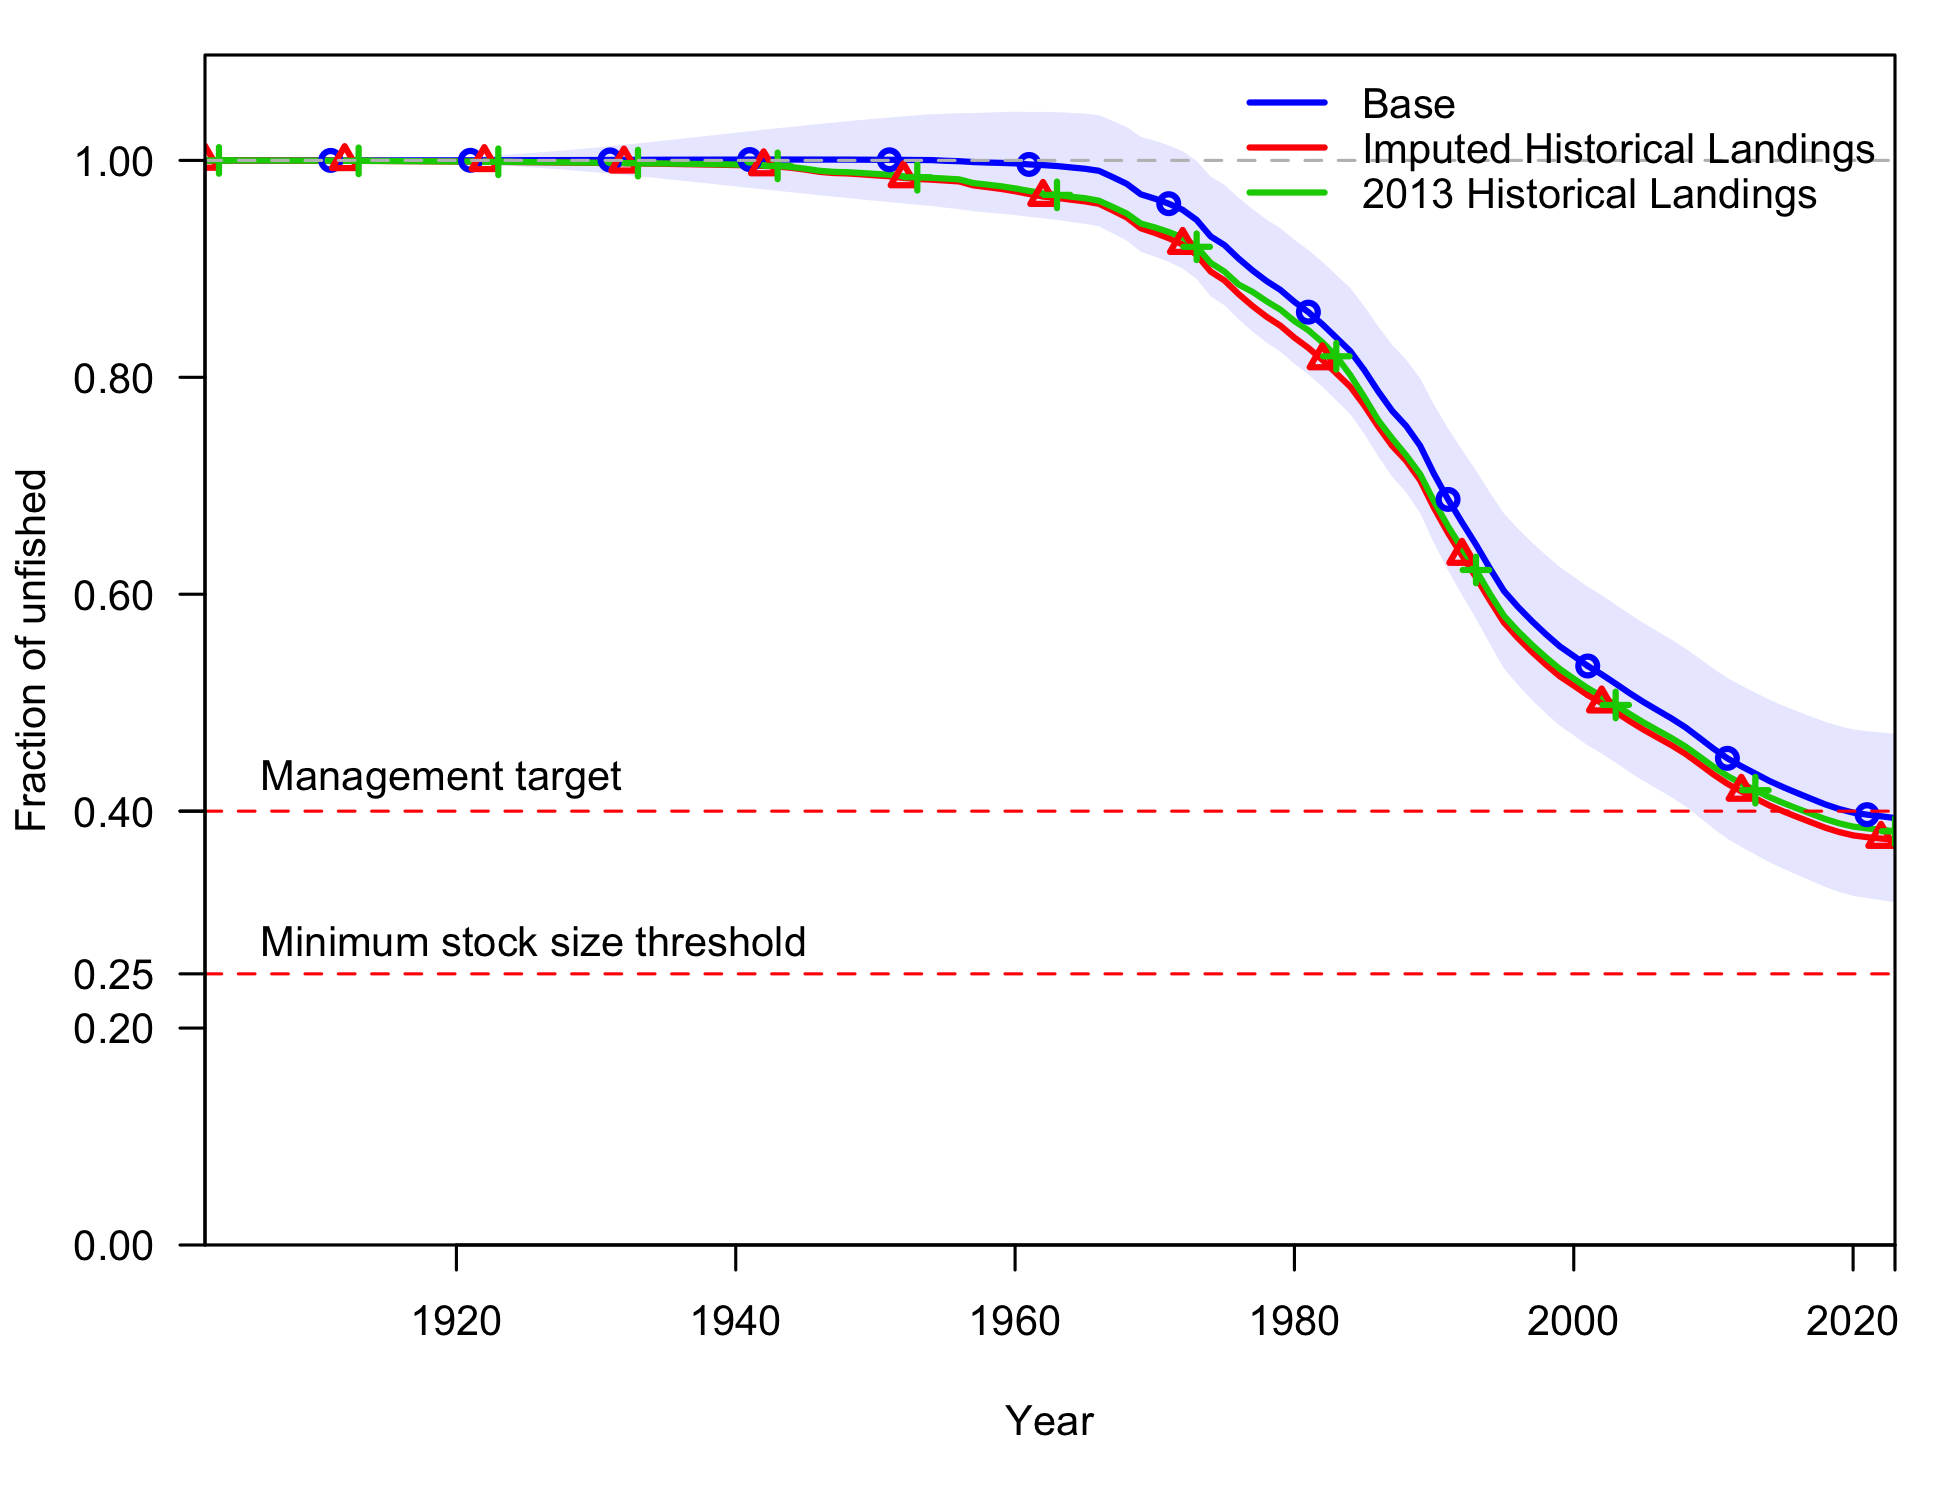 Base
Imputed Historical Landings
2013 Historical Landings
1.00
0.80
0.60
0.40
0.25
0.20
0.00
Fraction of unfished
Management target
Minimum stock size threshold
1920 1940 1960 1980 2000 2020
Year